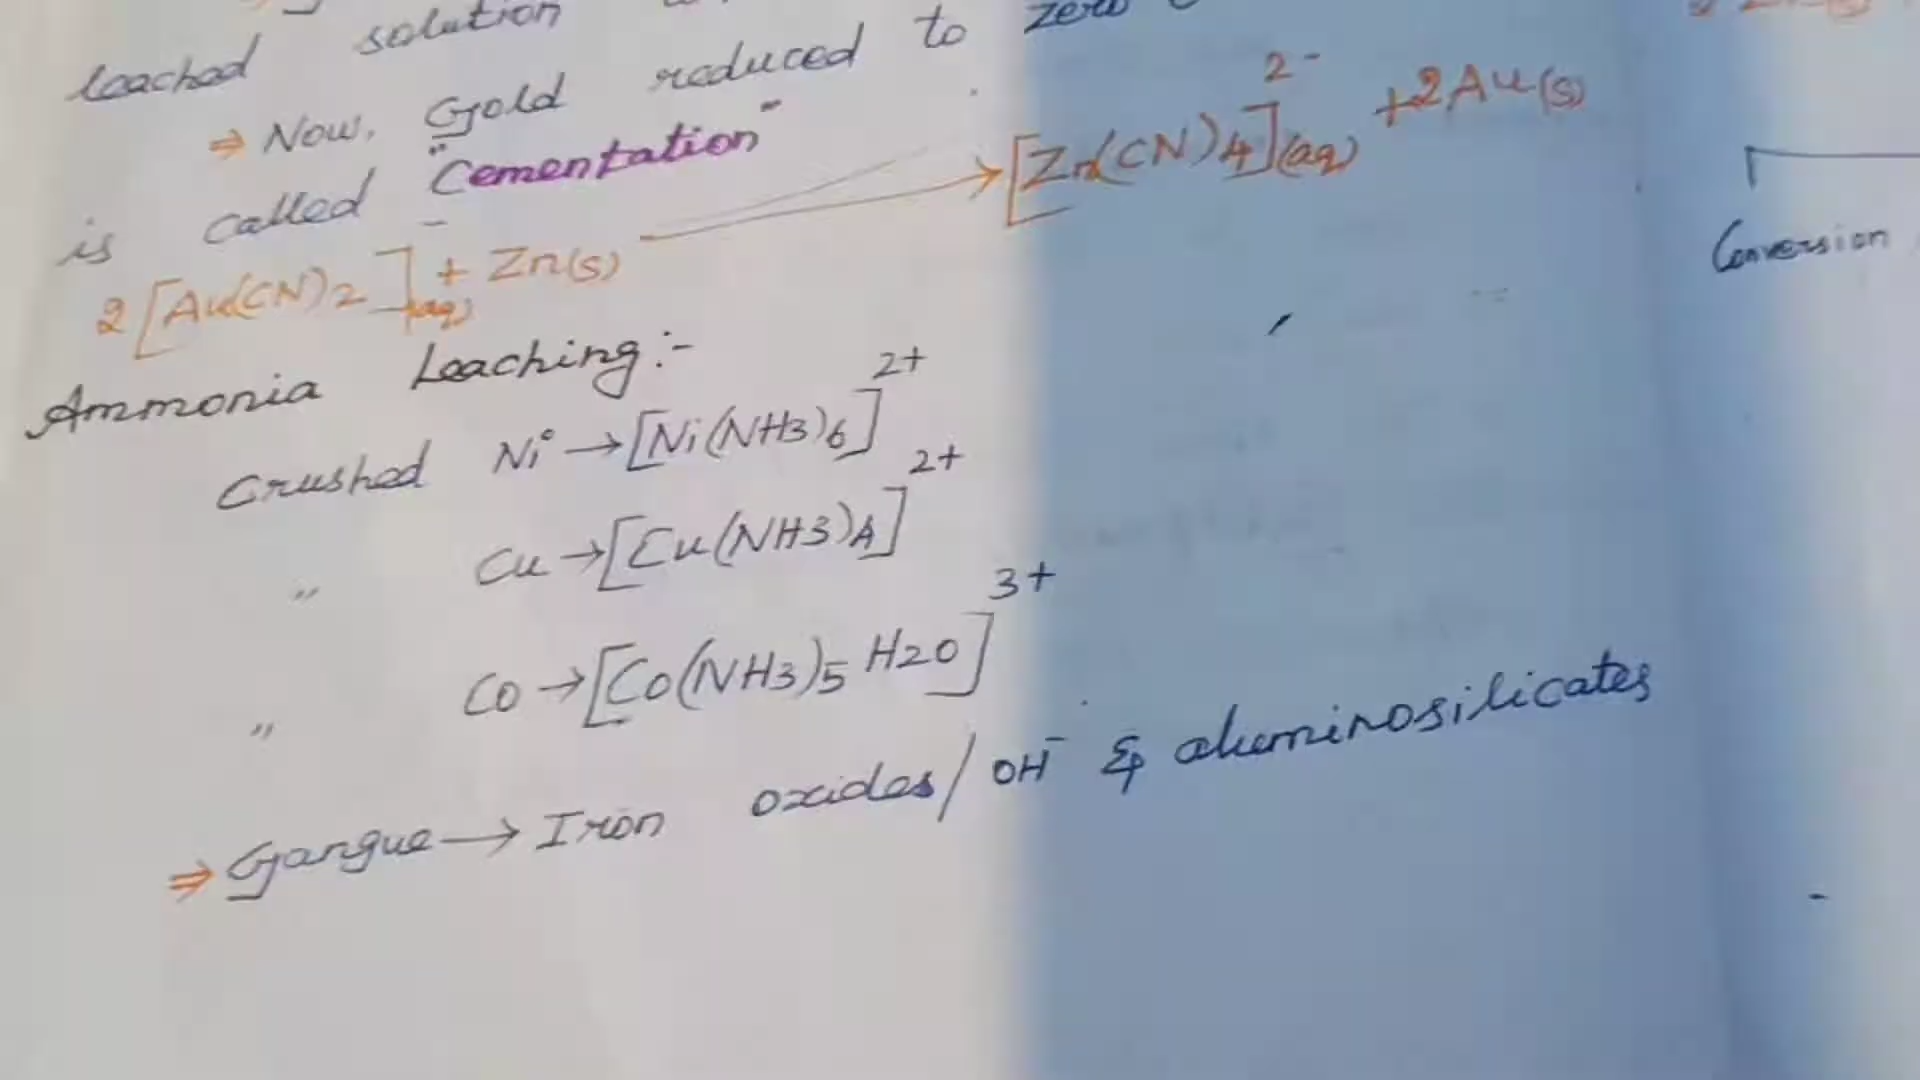 leached solution
⇒ Now, Gold reduced to zero
is called "Cementation"
2[Au(CN)2]⁻(aq) + Zn(s) → [Zn(CN)4]²⁻(aq) + 2Au(s)
Ammonia Leaching:-
Crushed Ni → [Ni(NH3)6]²⁺
" Cu → [Cu(NH3)4]²⁺
" Co → [Co(NH3)5 H2O]³⁺
⇒ Gangue → Iron oxides/OH⁻ & aluminosilicates
Conversion